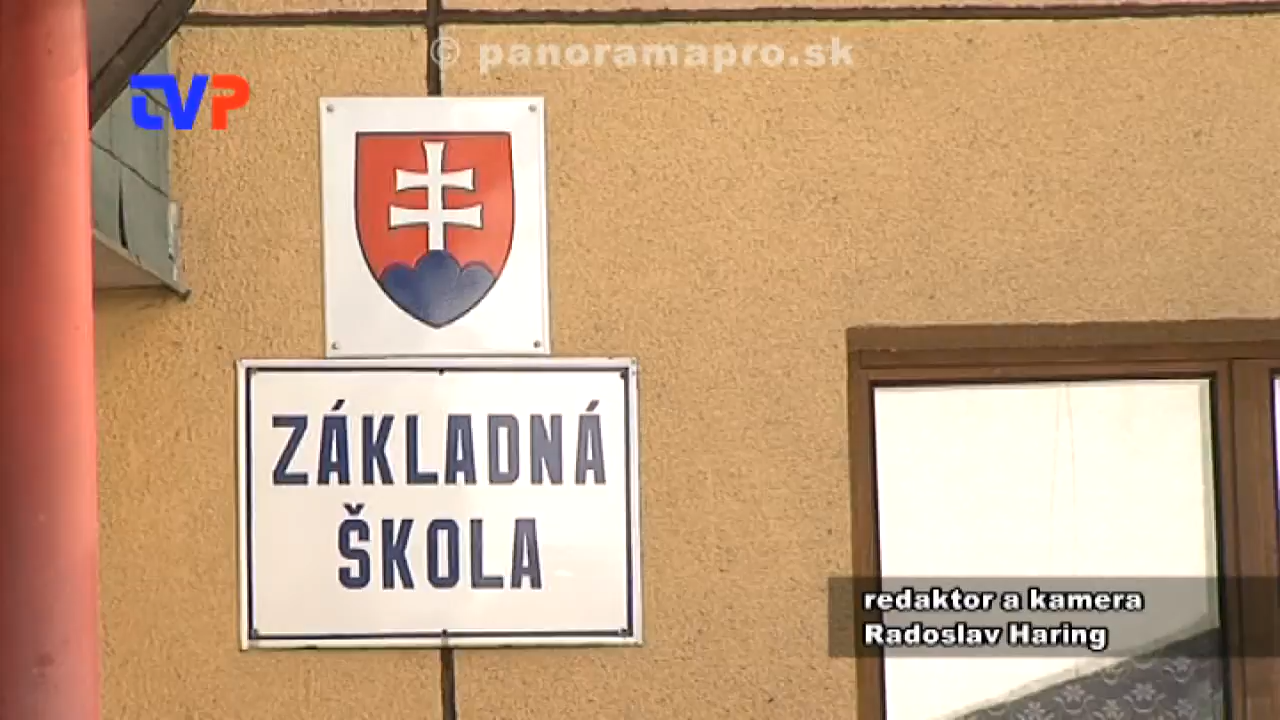 © panoramapro.sk
TVP
ZÁKLADNÁ
ŠKOLA
redaktor a kamera
Radoslav Haring